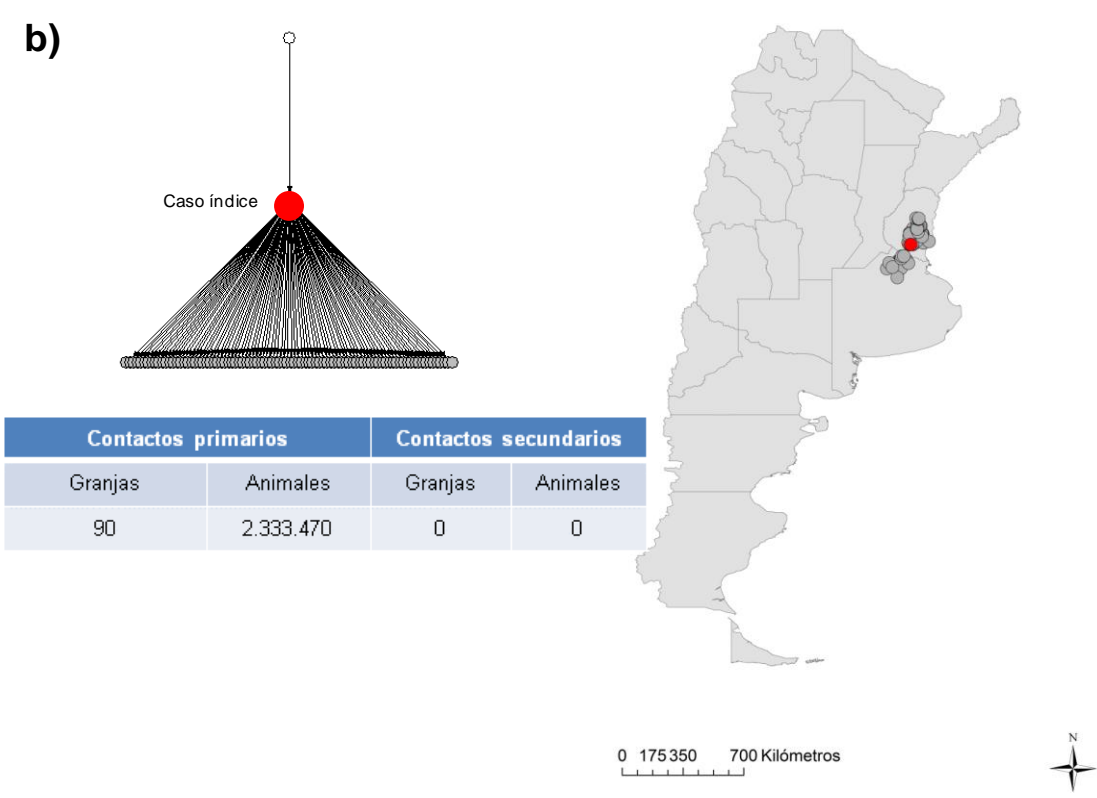 b)
Caso índice
Contactos primarios Contactos secundarios
Granjas Animales Granjas Animales
90 2.333.470 0 0
0 175 350 700 Kilómetros
N